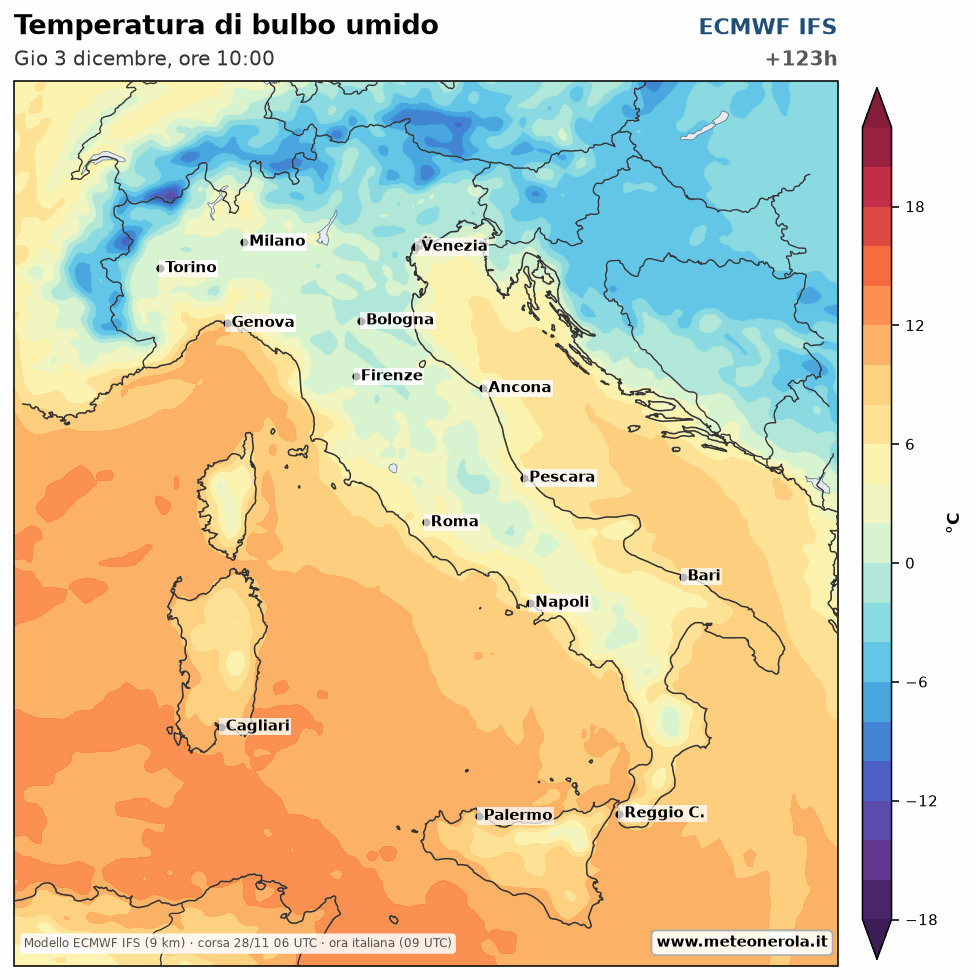 Temperatura di bulbo umido
ECMWF IFS
Gio 3 dicembre, ore 10:00
+123h
Milano
Venezia
Torino
Genova
Bologna
Firenze
Ancona
Pescara
Roma
Bari
Napoli
Cagliari
Palermo
Reggio C.
18
12
6
0
−6
−12
−18
°C
Modello ECMWF IFS (9 km) · corsa 28/11 06 UTC · ora italiana (09 UTC)
www.meteonerola.it